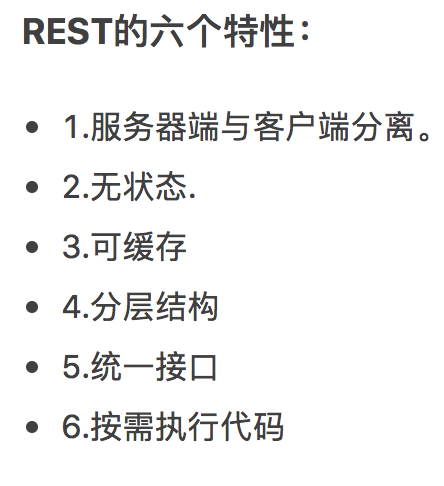 REST的六个特性：
1.服务器端与客户端分离。
2.无状态.
3.可缓存
4.分层结构
5.统一接口
6.按需执行代码